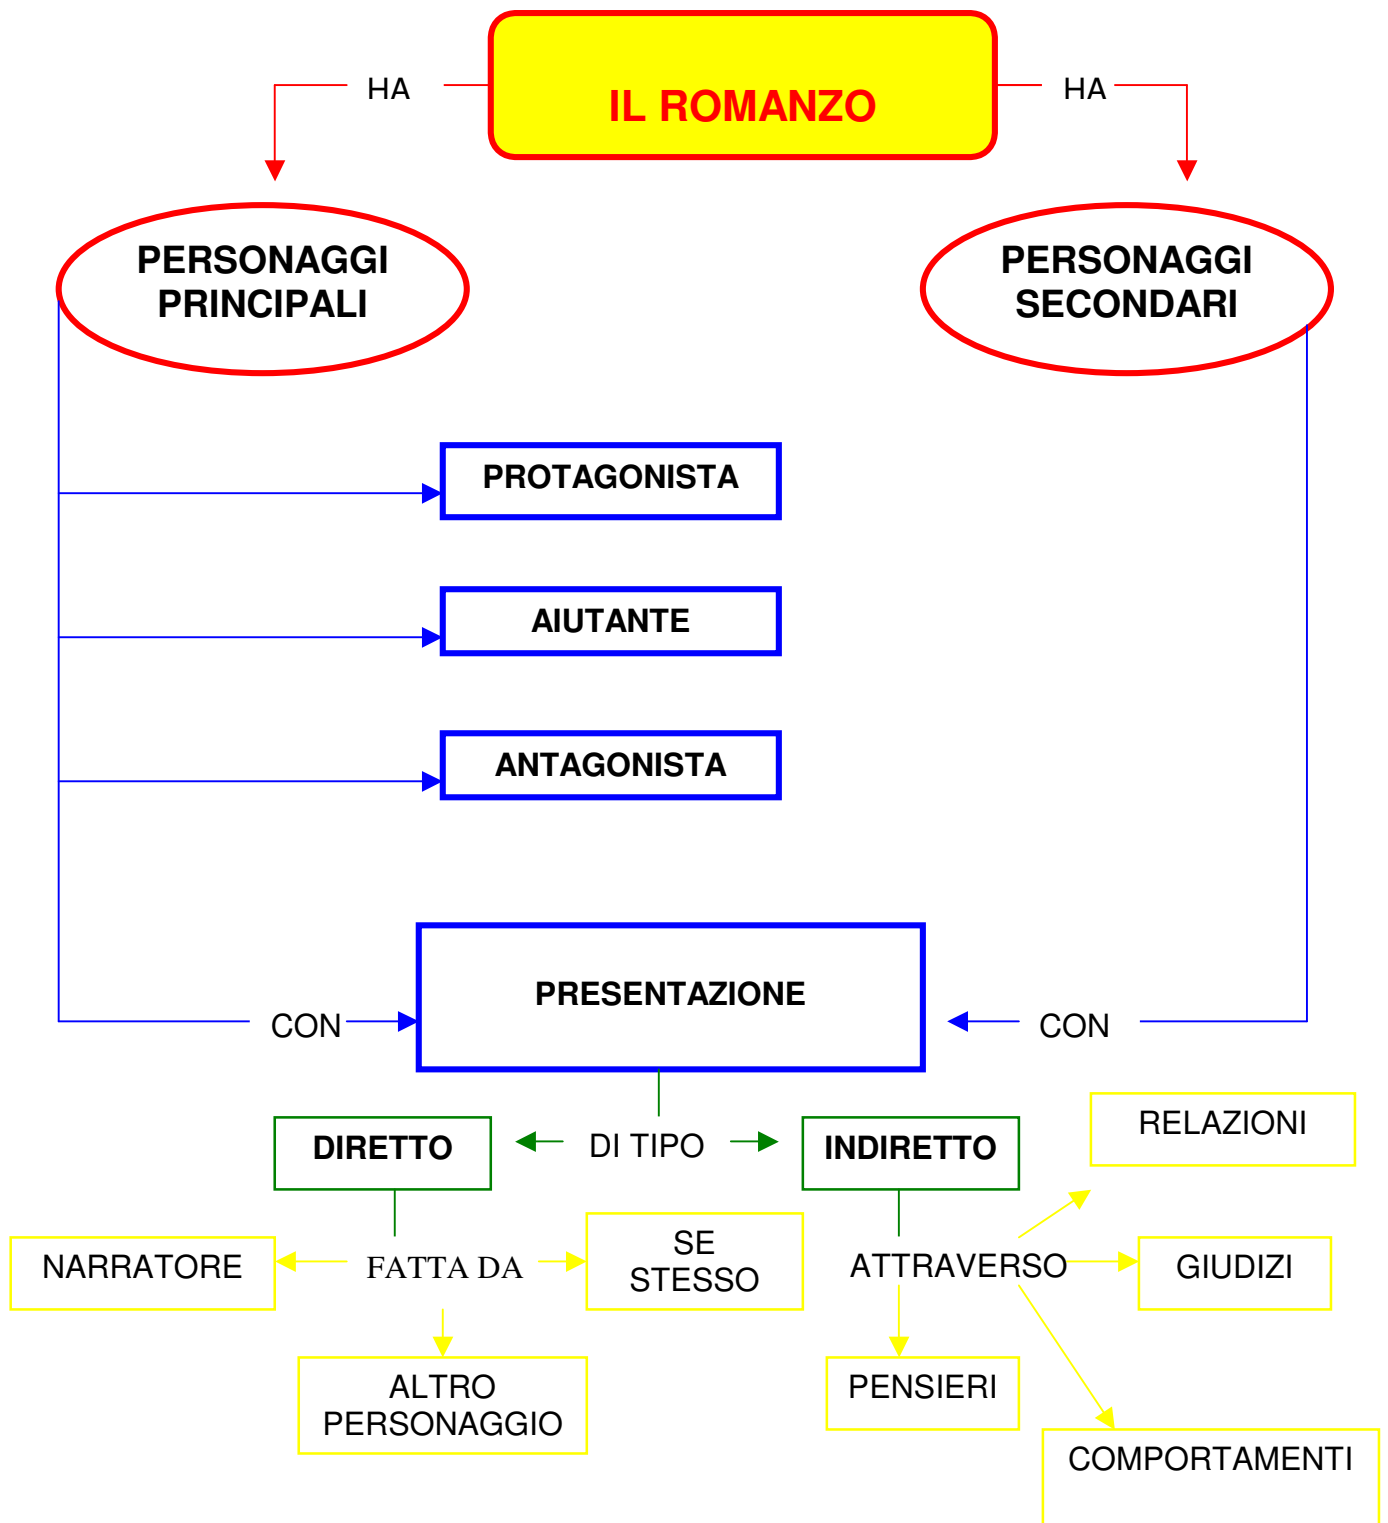 HA
IL ROMANZO
HA
PERSONAGGI
PRINCIPALI
PERSONAGGI
SECONDARI
PROTAGONISTA
AIUTANTE
ANTAGONISTA
PRESENTAZIONE
CON
CON
DIRETTO
DI TIPO
INDIRETTO
RELAZIONI
NARRATORE
FATTA DA
SE
STESSO
ATTRAVERSO
GIUDIZI
ALTRO
PERSONAGGIO
PENSIERI
COMPORTAMENTI